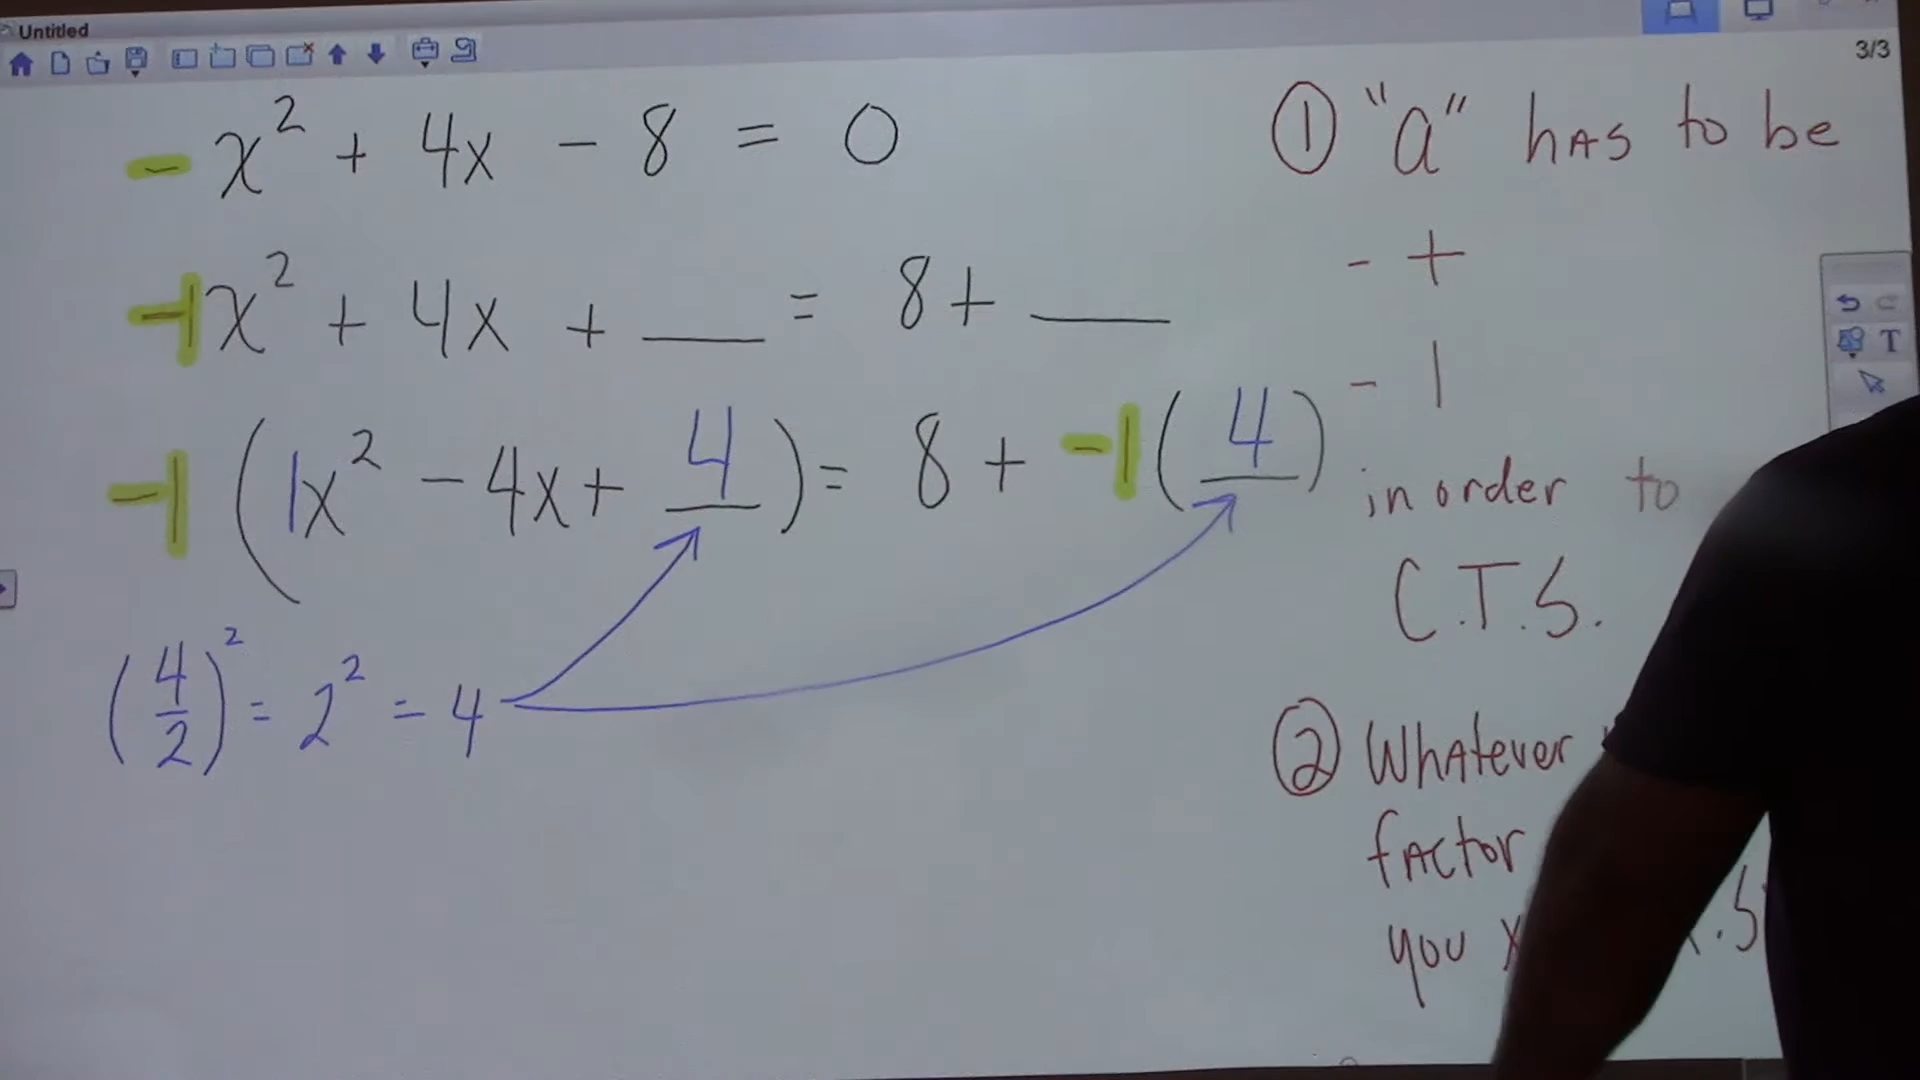 Untitled
3/3
- x² + 4x - 8 = 0
-1x² + 4x + ___ = 8 + ___
-1(1x² - 4x + 4) = 8 + -1(4)
(4/2)² = 2² = 4
① "a" has to be
- +
- 1
in order to
C.T.S.
② Whatever
factor
you
T